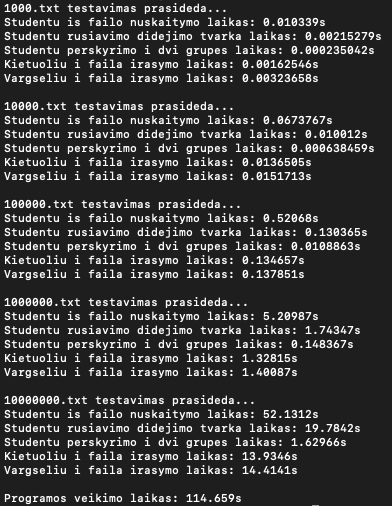 1000.txt testavimas prasideda...
Studentu is failo nuskaitymo laikas: 0.010339s
Studentu rusiavimo didejimo tvarka laikas: 0.00215279s
Studentu perskyrimo i dvi grupes laikas: 0.000235042s
Kietuoliu i faila irasymo laikas: 0.00162546s
Vargseliu i faila irasymo laikas: 0.00323658s
10000.txt testavimas prasideda...
Studentu is failo nuskaitymo laikas: 0.0673767s
Studentu rusiavimo didejimo tvarka laikas: 0.010012s
Studentu perskyrimo i dvi grupes laikas: 0.000638459s
Kietuoliu i faila irasymo laikas: 0.0136505s
Vargseliu i faila irasymo laikas: 0.0151713s
100000.txt testavimas prasideda...
Studentu is failo nuskaitymo laikas: 0.52068s
Studentu rusiavimo didejimo tvarka laikas: 0.130365s
Studentu perskyrimo i dvi grupes laikas: 0.0108863s
Kietuoliu i faila irasymo laikas: 0.134657s
Vargseliu i faila irasymo laikas: 0.137851s
1000000.txt testavimas prasideda...
Studentu is failo nuskaitymo laikas: 5.20987s
Studentu rusiavimo didejimo tvarka laikas: 1.74347s
Studentu perskyrimo i dvi grupes laikas: 0.148367s
Kietuoliu i faila irasymo laikas: 1.32815s
Vargseliu i faila irasymo laikas: 1.40087s
10000000.txt testavimas prasideda...
Studentu is failo nuskaitymo laikas: 52.1312s
Studentu rusiavimo didejimo tvarka laikas: 19.7842s
Studentu perskyrimo i dvi grupes laikas: 1.62966s
Kietuoliu i faila irasymo laikas: 13.9346s
Vargseliu i faila irasymo laikas: 14.4141s
Programos veikimo laikas: 114.659s